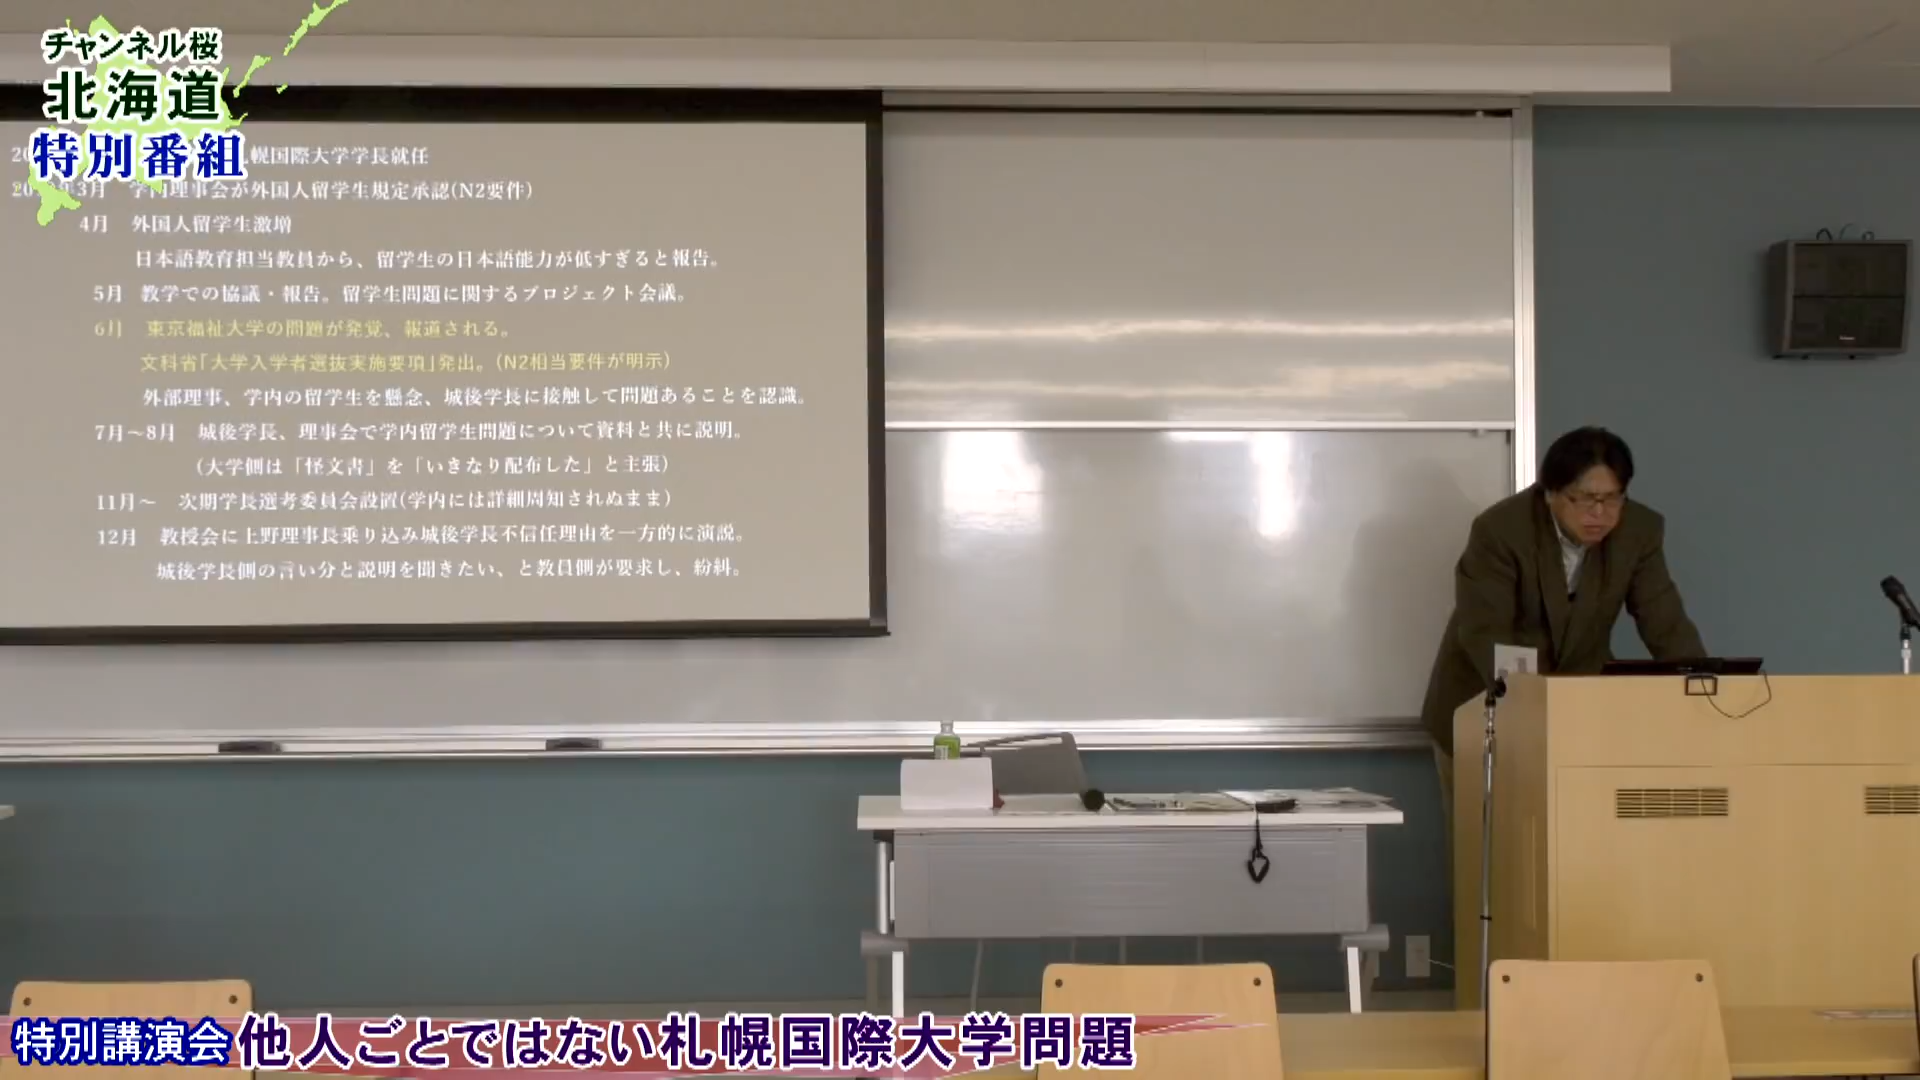 チャンネル桜
北海道
特別番組
幌国際大学学長就任
年3月 学内理事会が外国人留学生規定承認(N2要件)
4月 外国人留学生激増
日本語教育担当教員から、留学生の日本語能力が低すぎると報告。
5月 教学での協議・報告。留学生問題に関するプロジェクト会議。
6月 東京福祉大学の問題が発覚、報道される。
文科省「大学入学者選抜実施要項」発出。(N2相当要件が明示)
外部理事、学内の留学生を懸念、城後学長に接触して問題あることを認識。
7月～8月 城後学長、理事会で学内留学生問題について資料と共に説明。
(大学側は「怪文書」を「いきなり配布した」と主張)
11月～ 次期学長選考委員会設置(学内には詳細周知されぬまま)
12月 教授会に上野理事長乗り込み城後学長不信任理由を一方的に演説。
城後学長側の言い分と説明を聞きたい、と教員側が要求し、紛糾。
特別講演会 他人ごとではない札幌国際大学問題